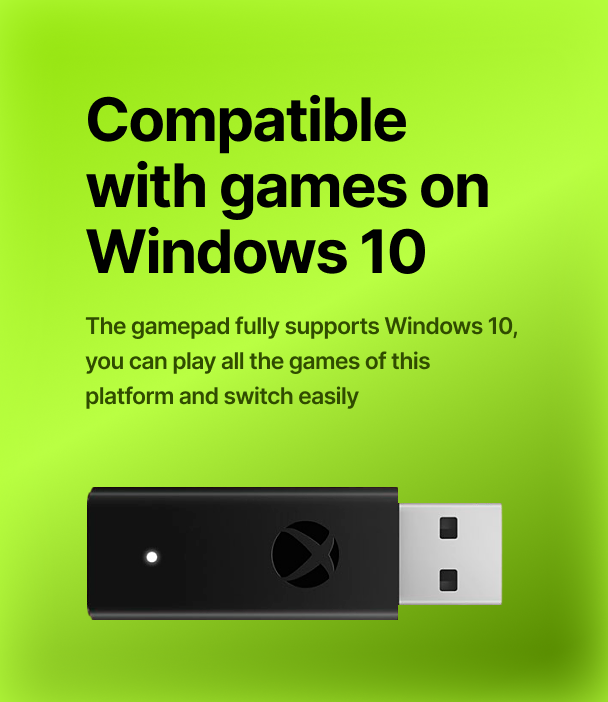 Compatible
with games on
Windows 10
The gamepad fully supports Windows 10,
you can play all the games of this
platform and switch easily